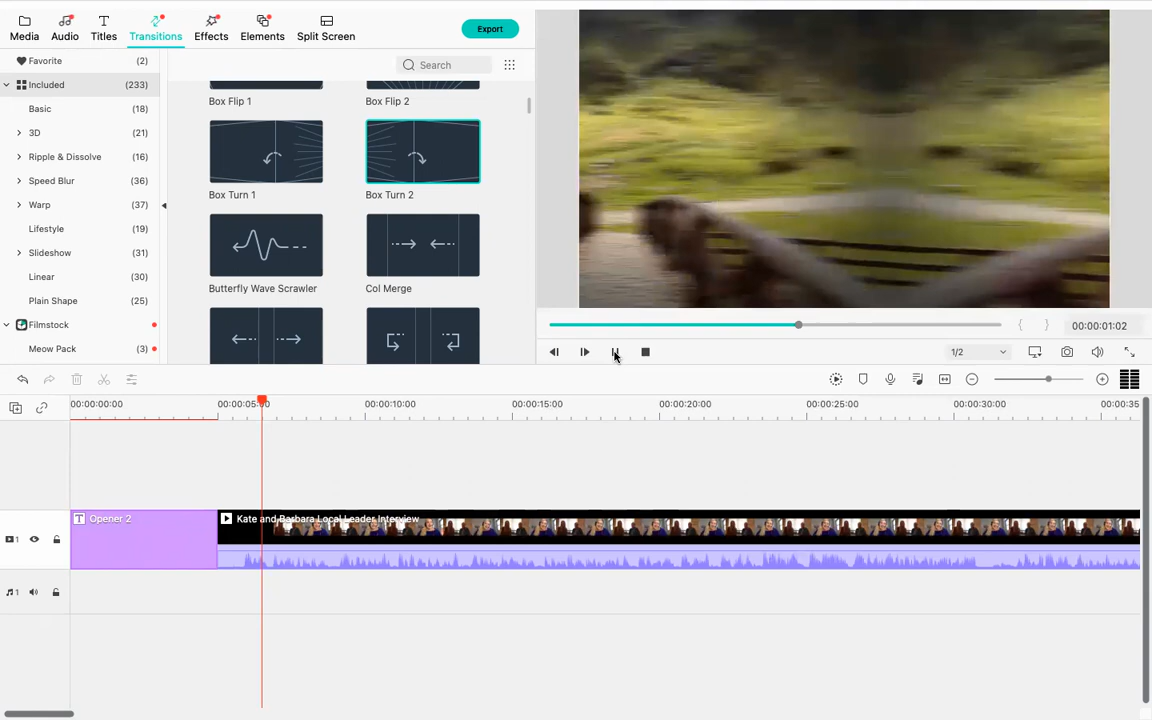 Media Audio Titles Transitions Effects Elements Split Screen Export
Favorite (2)
Search
Included (233)
Box Flip 1 Box Flip 2
Basic (18)
3D (21)
Ripple & Dissolve (16)
Speed Blur (36)
Box Turn 1 Box Turn 2
Warp (37)
Lifestyle (19)
Slideshow (31)
Linear (30)
Butterfly Wave Scrawler Col Merge
Plain Shape (25)
Filmstock
Meow Pack (3)
00:00:01:02
1/2
00:00:00:00 00:00:05:00 00:00:10:00 00:00:15:00 00:00:20:00 00:00:25:00 00:00:30:00 00:00:35
T Opener 2 Kate and Barbara Local Leader Interview
1
1